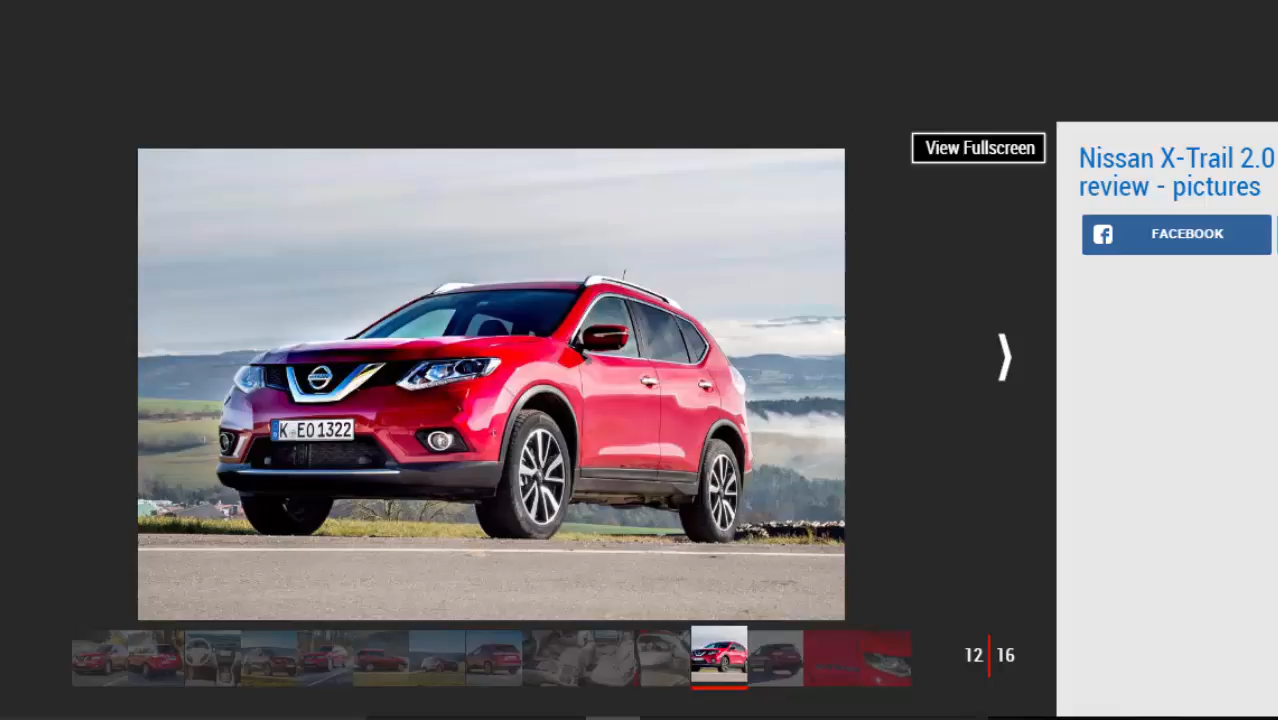 View Fullscreen
Nissan X-Trail 2.0
review - pictures
FACEBOOK
K EO 1322
12 16